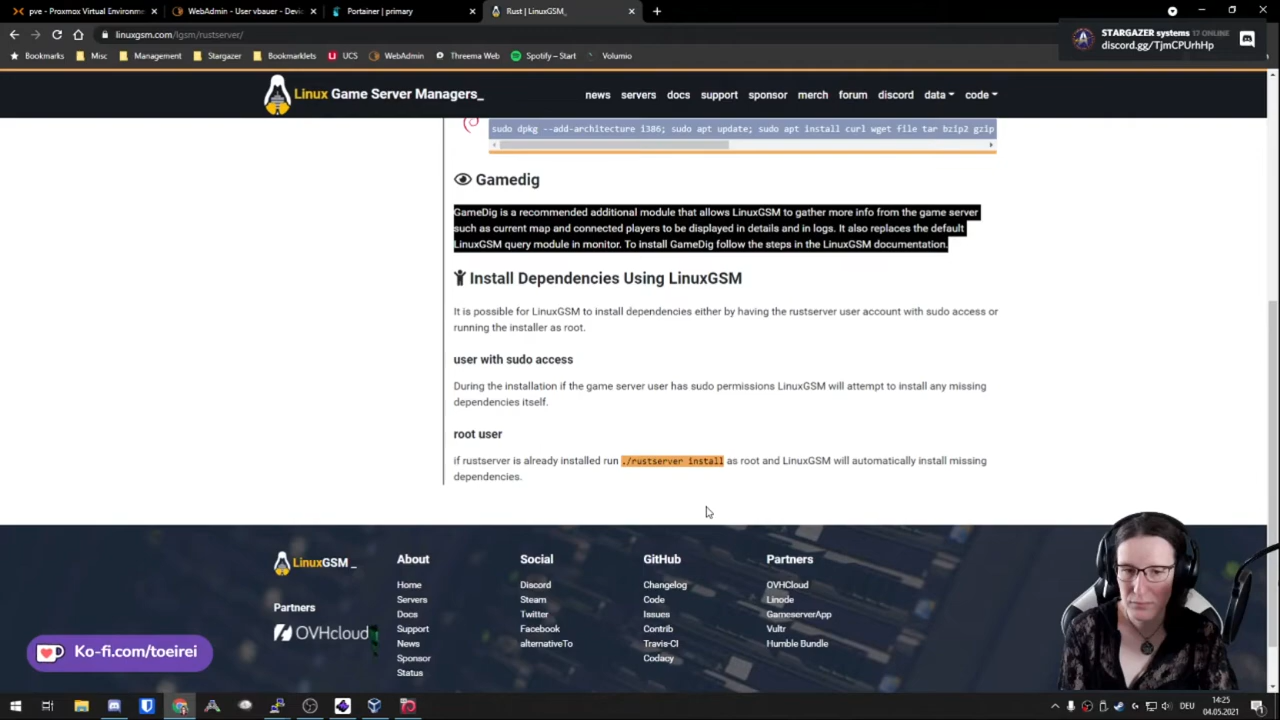 pve - Proxmox Virtual Environme
WebAdmin - User vbauer - Devi
Portainer | primary
Rust | LinuxGSM_
linuxgsm.com/lgsm/rustserver/
STARGAZER systems 17 ONLINE
discord.gg/TjmCPUrhHp
Bookmarks
Misc
Management
Stargazer
Bookmarklets
UCS
WebAdmin
Threema Web
Spotify – Start
Volumio
Linux Game Server Managers_
news
servers
docs
support
sponsor
merch
forum
discord
data
code
sudo dpkg --add-architecture i386; sudo apt update; sudo apt install curl wget file tar bzip2 gzip
Gamedig
GameDig is a recommended additional module that allows LinuxGSM to gather more info from the game server
such as current map and connected players to be displayed in details and in logs. It also replaces the default
LinuxGSM query module in monitor. To install GameDig follow the steps in the LinuxGSM documentation.
Install Dependencies Using LinuxGSM
It is possible for LinuxGSM to install dependencies either by having the rustserver user account with sudo access or
running the installer as root.
user with sudo access
During the installation if the game server user has sudo permissions LinuxGSM will attempt to install any missing
dependencies itself.
root user
if rustserver is already installed run ./rustserver install as root and LinuxGSM will automatically install missing
dependencies.
LinuxGSM_
Partners
OVHcloud
About
Home
Servers
Docs
Support
News
Sponsor
Status
Social
Discord
Steam
Twitter
Facebook
alternativeTo
GitHub
Changelog
Code
Issues
Contrib
Travis-CI
Codacy
Partners
OVHCloud
Linode
GameserverApp
Vultr
Humble Bundle
Ko-fi.com/toeirei
DEU
14:25
04.05.2021